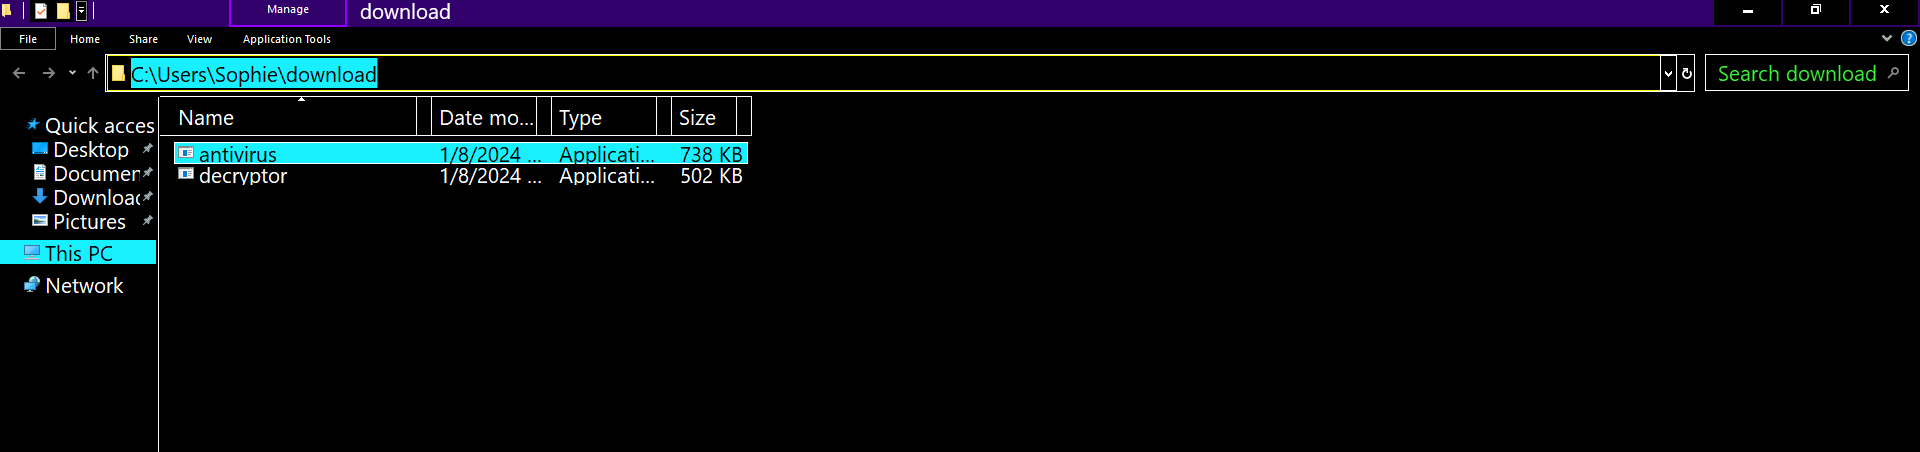 Manage download
File Home Share View Application Tools
C:\Users\Sophie\download Search download
Name Date mo... Type Size
Quick acces
antivirus 1/8/2024 ... Applicati... 738 KB
Desktop
decryptor 1/8/2024 ... Applicati... 502 KB
Documen
Downloac
Pictures
This PC
Network